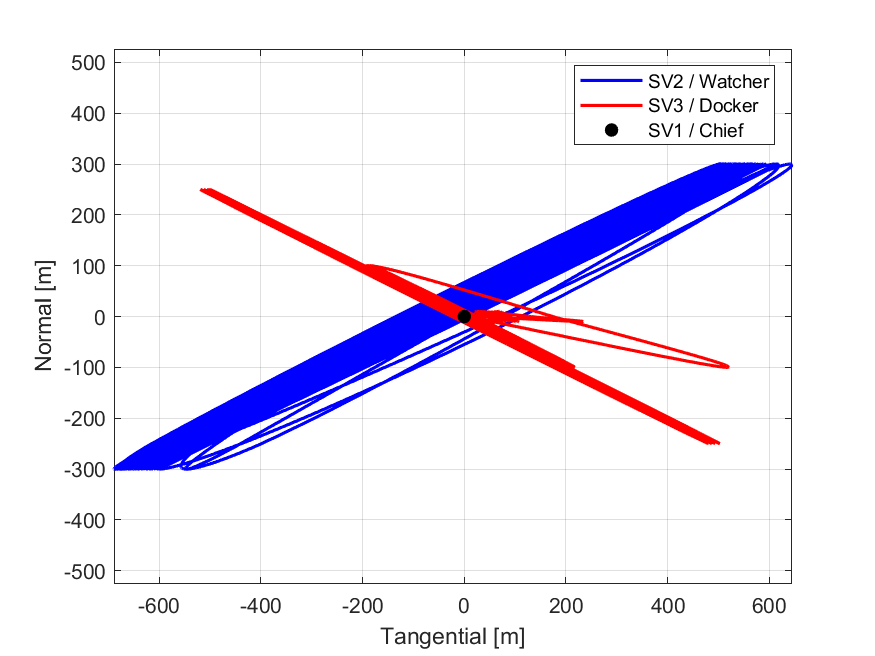 500
400
300
200
100
0
-100
-200
-300
-400
-500
Normal [m]
SV2 / Watcher
SV3 / Docker
SV1 / Chief
-600 -400 -200 0 200 400 600
Tangential [m]